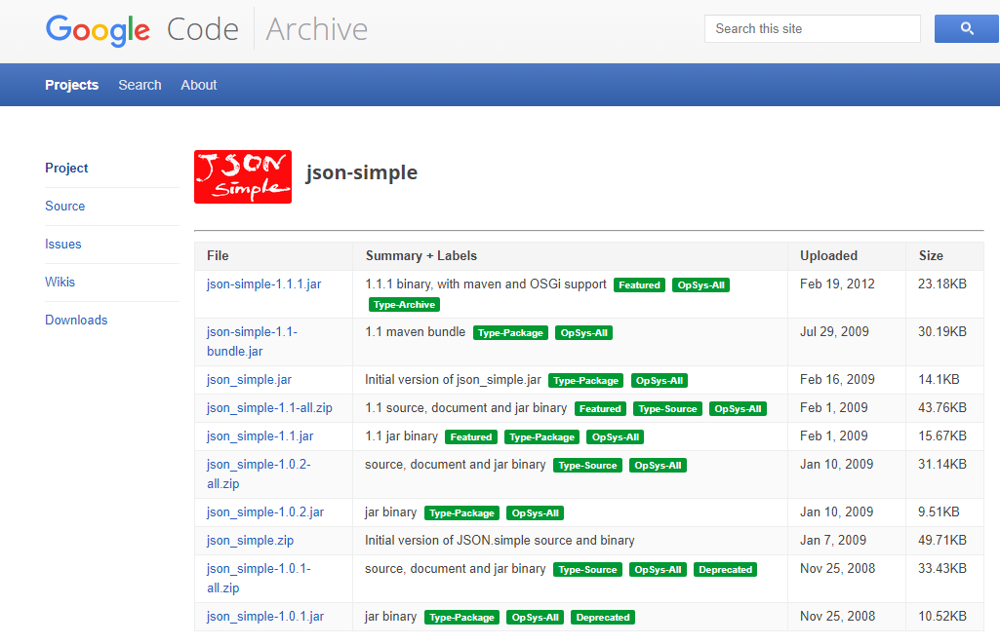 Google Code Archive
Search this site
Projects Search About
Project
Source
Issues
Wikis
Downloads
JSON
Simple
json-simple
File Summary + Labels Uploaded Size
json-simple-1.1.1.jar 1.1.1 binary, with maven and OSGi support Featured OpSys-All Feb 19, 2012 23.18KB
Type-Archive
json-simple-1.1- 1.1 maven bundle Type-Package OpSys-All Jul 29, 2009 30.19KB
bundle.jar
json_simple.jar Initial version of json_simple.jar Type-Package OpSys-All Feb 16, 2009 14.1KB
json_simple-1.1-all.zip 1.1 source, document and jar binary Featured Type-Source OpSys-All Feb 1, 2009 43.76KB
json_simple-1.1.jar 1.1 jar binary Featured Type-Package OpSys-All Feb 1, 2009 15.67KB
json_simple-1.0.2- source, document and jar binary Type-Source OpSys-All Jan 10, 2009 31.14KB
all.zip
json_simple-1.0.2.jar jar binary Type-Package OpSys-All Jan 10, 2009 9.51KB
json_simple.zip Initial version of JSON.simple source and binary Jan 7, 2009 49.71KB
json_simple-1.0.1- source, document and jar binary Type-Source OpSys-All Deprecated Nov 25, 2008 33.43KB
all.zip
json_simple-1.0.1.jar jar binary Type-Package OpSys-All Deprecated Nov 25, 2008 10.52KB